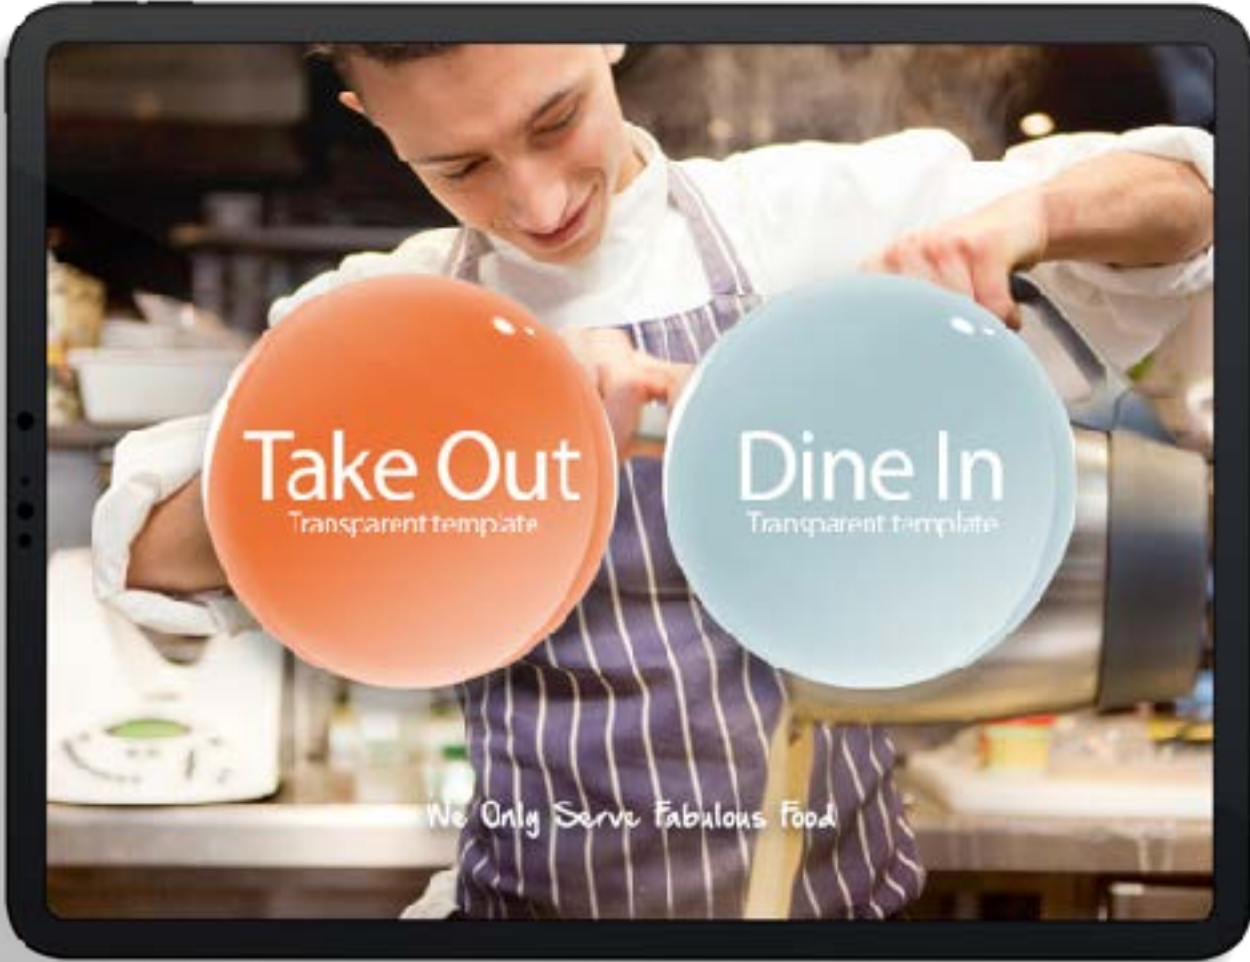 Take Out
Transparent template
Dine In
Transparent template
We Only Serve Fabulous Food